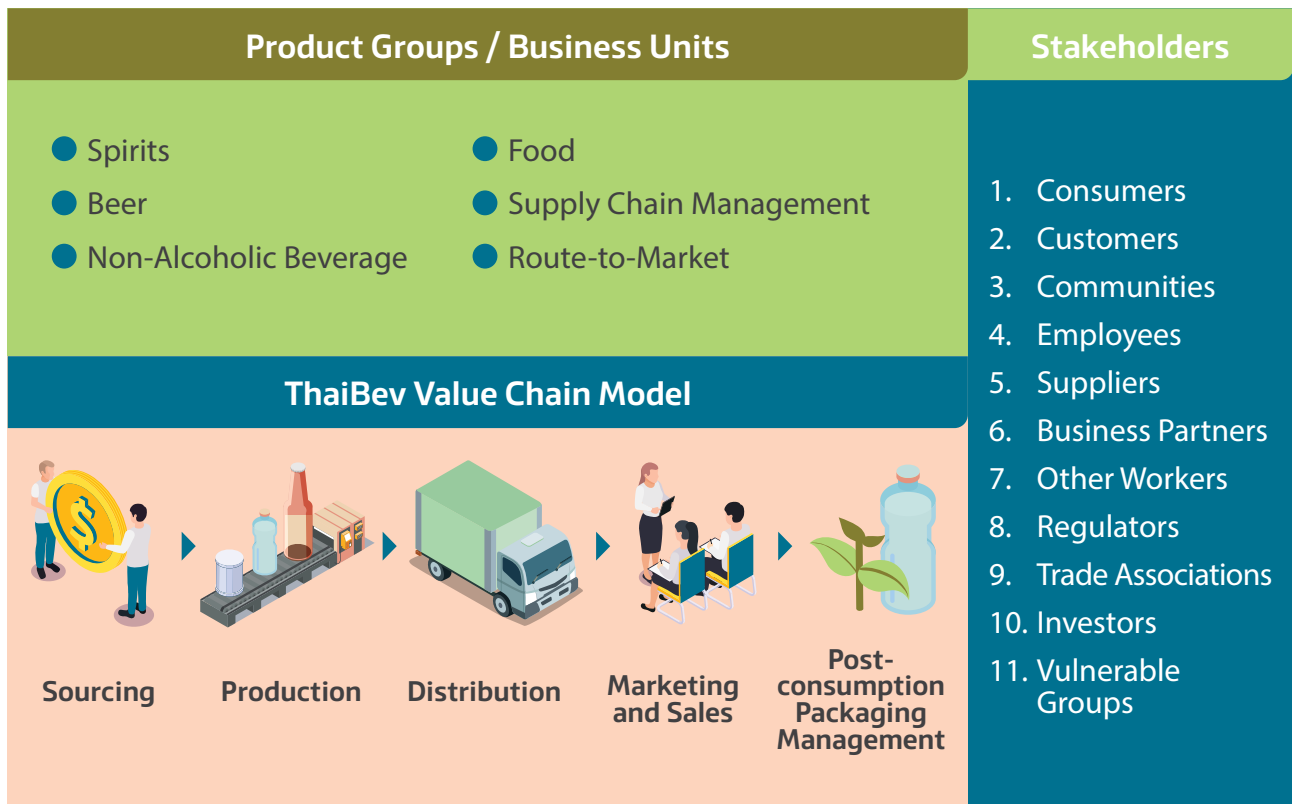 Product Groups / Business Units
Spirits
Beer
Non-Alcoholic Beverage
Food
Supply Chain Management
Route-to-Market
ThaiBev Value Chain Model
$
Sourcing
Production
Distribution
Marketing
and Sales
Post-
consumption
Packaging
Management
Stakeholders
1. Consumers
2. Customers
3. Communities
4. Employees
5. Suppliers
6. Business Partners
7. Other Workers
8. Regulators
9. Trade Associations
10. Investors
11. Vulnerable
Groups